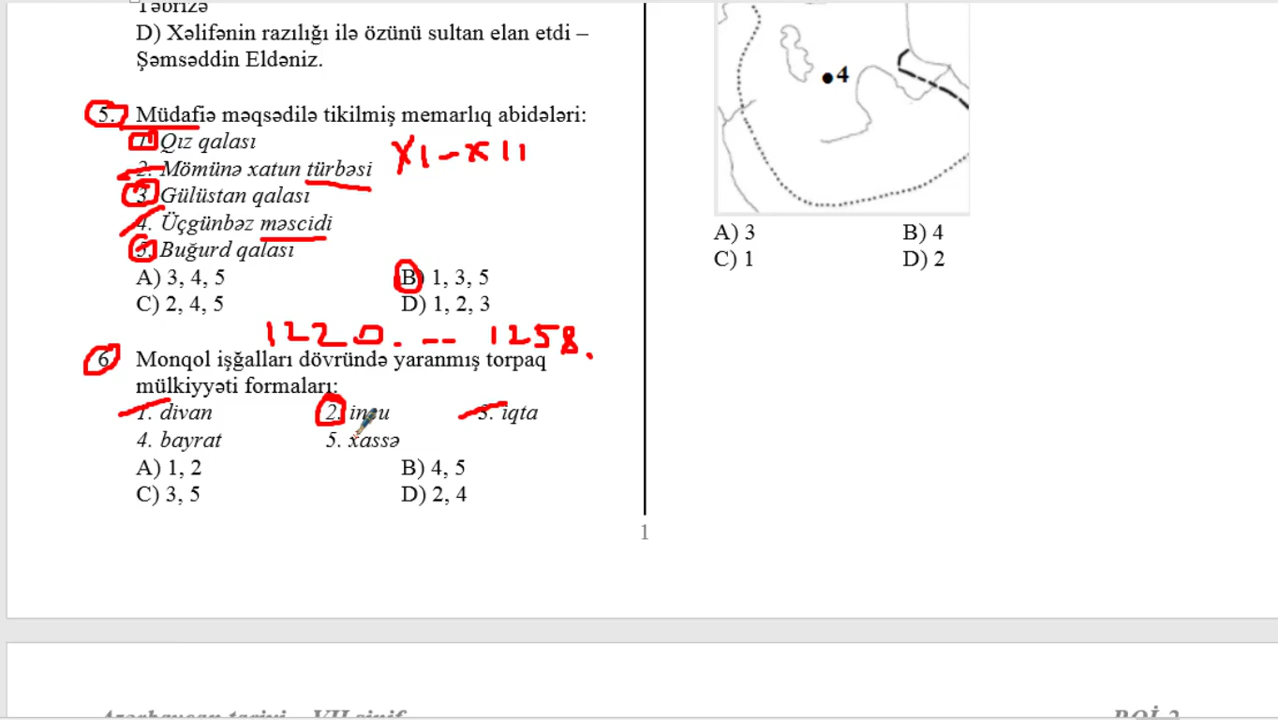 Təbrizə
D) Xəlifənin razılığı ilə özünü sultan elan etdi –
Şəmsəddin Eldəniz.
5. Müdafiə məqsədilə tikilmiş memarlıq abidələri:
1. Qız qalası
2. Mömünə xatun türbəsi
XI – XII
3. Gülüstan qalası
4. Üçgünbəz məscidi
5. Buğurd qalası
A) 3, 4, 5 B) 1, 3, 5
C) 2, 4, 5 D) 1, 2, 3
1220. -- 1258.
6. Monqol işğalları dövründə yaranmış torpaq
mülkiyyəti formaları:
1. divan 2. incu 3. iqta
4. bayrat 5. xassə
A) 1, 2 B) 4, 5
C) 3, 5 D) 2, 4
4
A) 3 B) 4
C) 1 D) 2
1